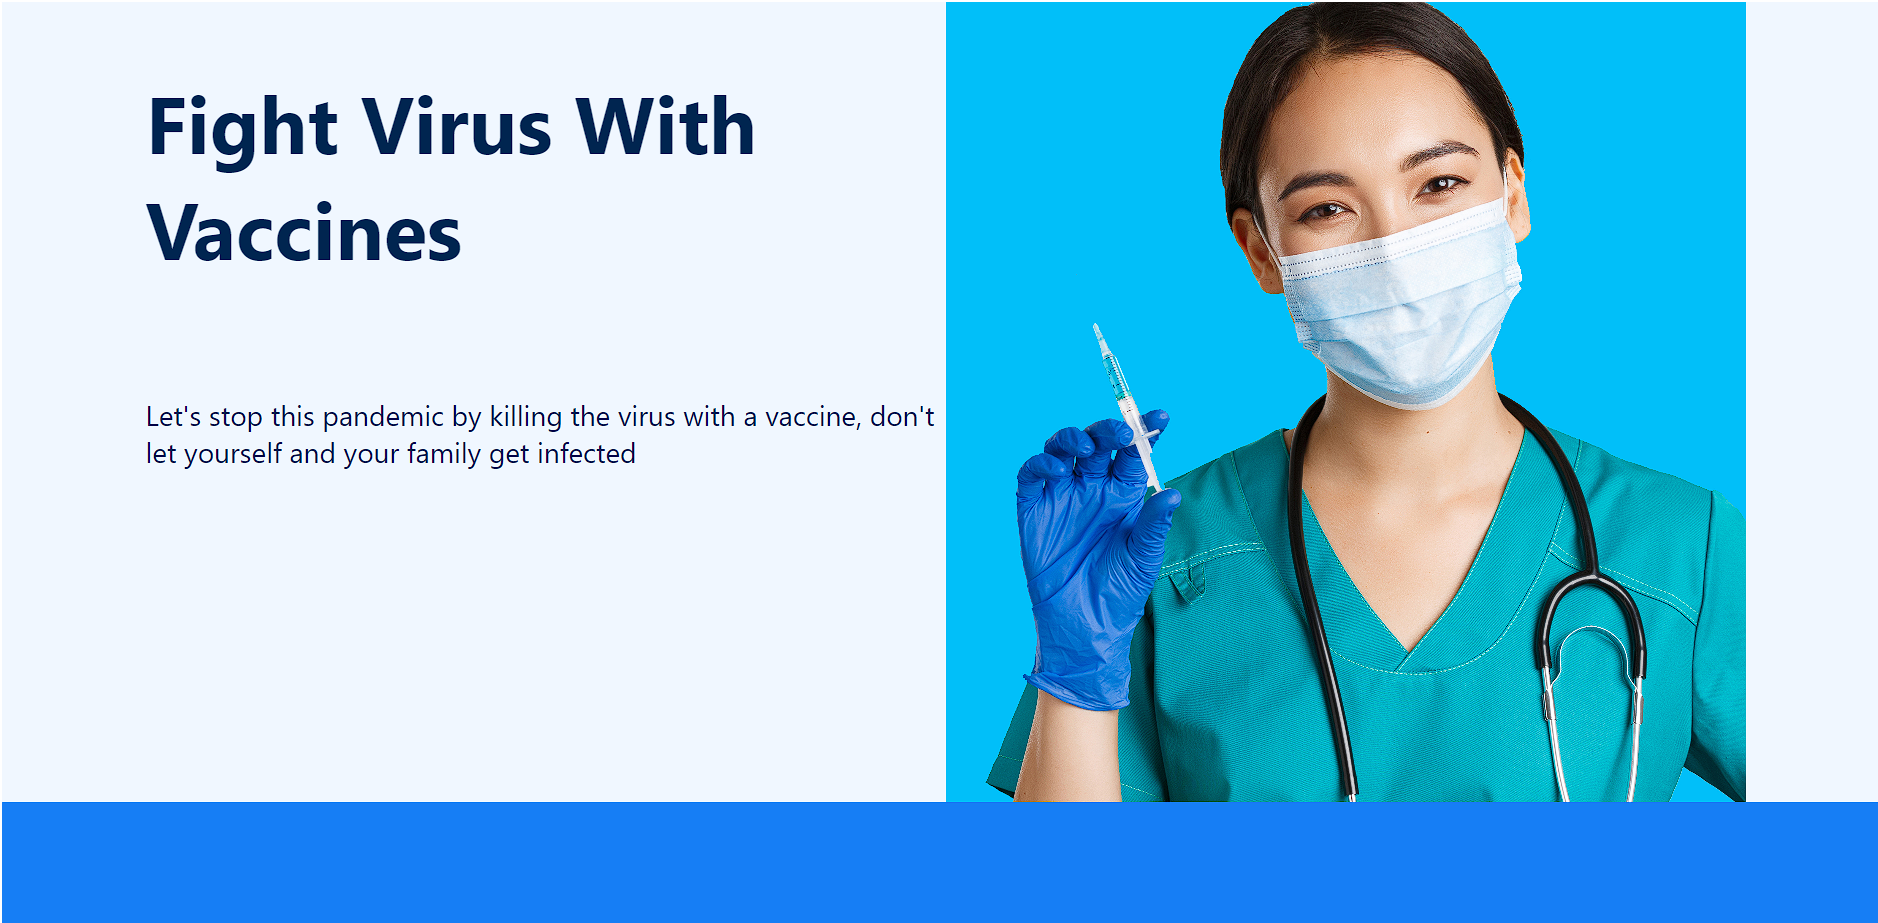 Fight Virus With
Vaccines
Let's stop this pandemic by killing the virus with a vaccine, don't
let yourself and your family get infected